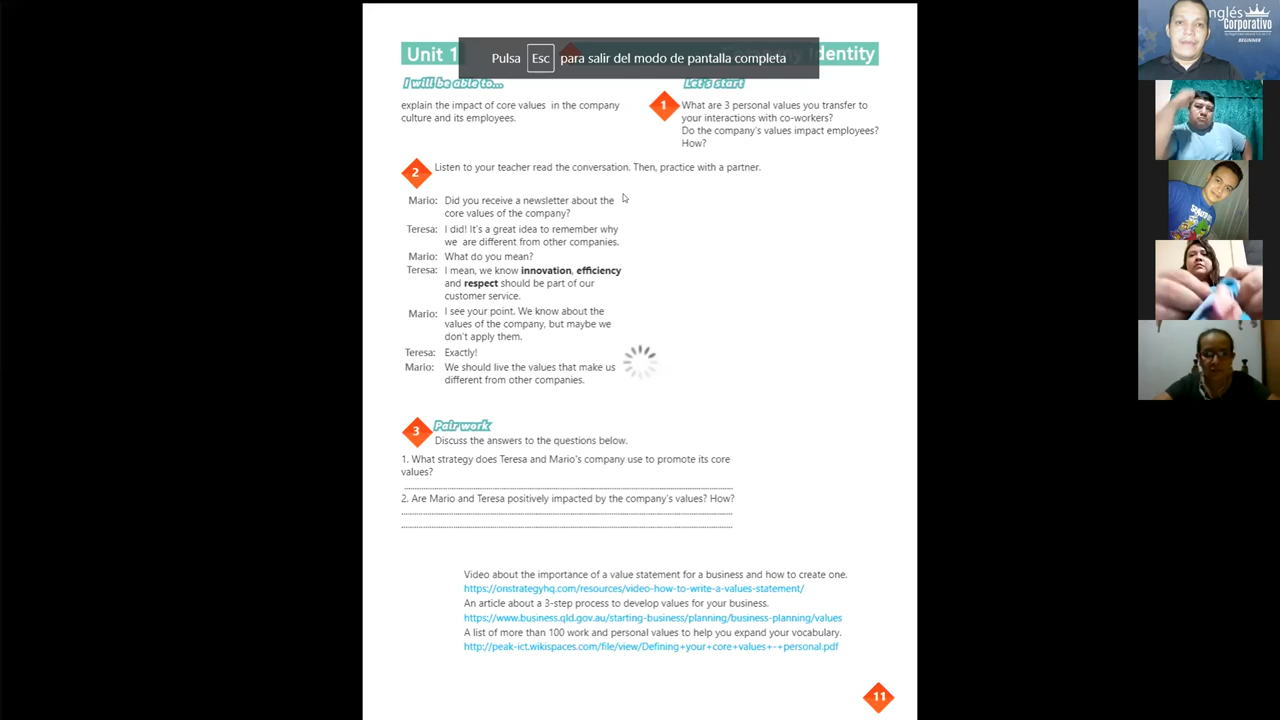 Unit 1
Company Identity
Pulsa Esc para salir del modo de pantalla completa
I will be able to...
explain the impact of core values in the company
culture and its employees.
Let's start
1
What are 3 personal values you transfer to
your interactions with co-workers?
Do the company's values impact employees?
How?
2
Listen to your teacher read the conversation. Then, practice with a partner.
Mario: Did you receive a newsletter about the
core values of the company?
Teresa: I did! It's a great idea to remember why
we are different from other companies.
Mario: What do you mean?
Teresa: I mean, we know innovation, efficiency
and respect should be part of our
customer service.
Mario: I see your point. We know about the
values of the company, but maybe we
don't apply them.
Teresa: Exactly!
Mario: We should live the values that make us
different from other companies.
3
Pair work
Discuss the answers to the questions below.
1. What strategy does Teresa and Mario's company use to promote its core
values?
2. Are Mario and Teresa positively impacted by the company's values? How?
Video about the importance of a value statement for a business and how to create one.
https://onstrategyhq.com/resources/video-how-to-write-a-values-statement/
An article about a 3-step process to develop values for your business.
https://www.business.qld.gov.au/starting-business/planning/business-planning/values
A list of more than 100 work and personal values to help you expand your vocabulary.
http://peak-ict.wikispaces.com/file/view/Defining+your+core+values+-+personal.pdf
11
Inglés
Corporativo
BEGINNER